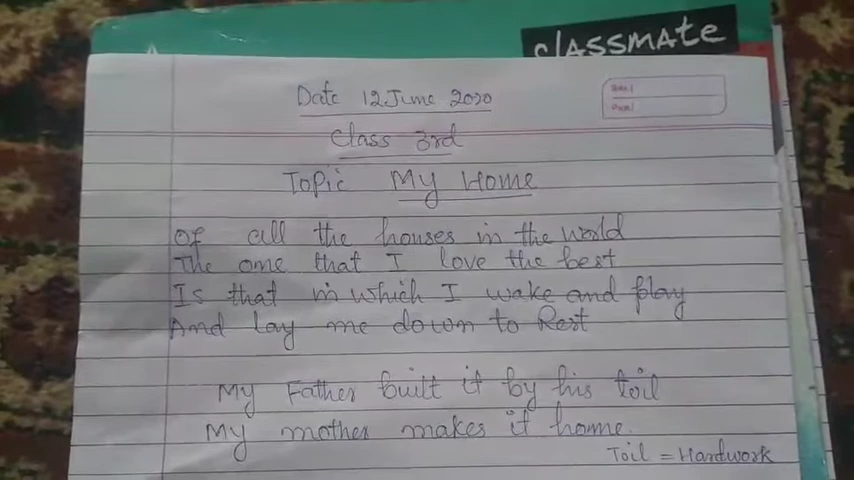 classmate
Date 12 June 2020
Class 3rd
Topic My Home
Of all the houses in the world
The one that I love the best
Is that in which I wake and play
And lay me down to Rest
My Father built it by his toil
My mother makes it home.
Toil = Hardwork